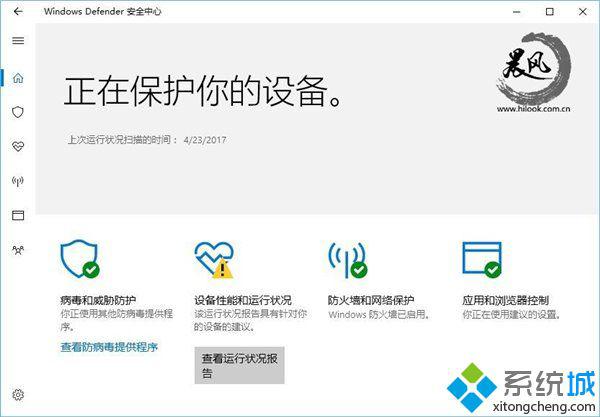 Windows Defender 安全中心
晨风
www.hilook.com.cn
正在保护你的设备。
上次运行状况扫描的时间： 4/23/2017
病毒和威胁防护
你正使用其他防病毒提供程
序。
查看防病毒提供程序
设备性能和运行状况
该运行状况报告具有针对你
的设备的建议。
查看运行状况报
告
防火墙和网络保护
Windows 防火墙已启用。
应用和浏览器控制
你正在使用建议的设置。
系统城
xitongcheng.com